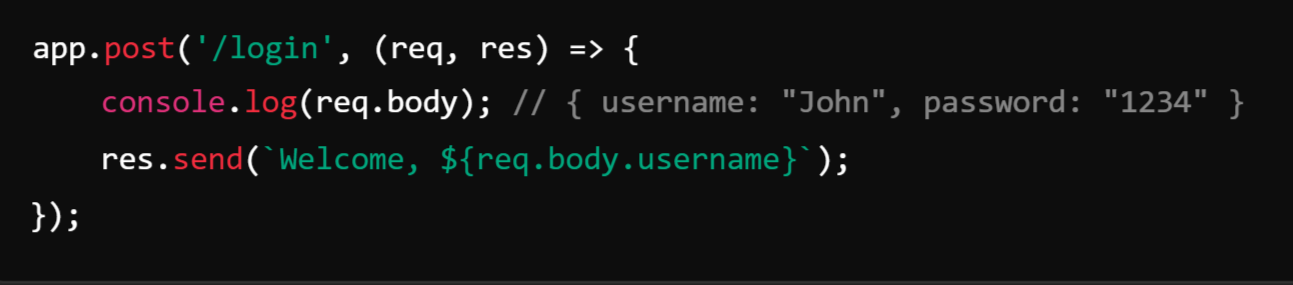 app.post('/login', (req, res) => {
    console.log(req.body); // { username: "John", password: "1234" }
    res.send(`Welcome, ${req.body.username}`);
});